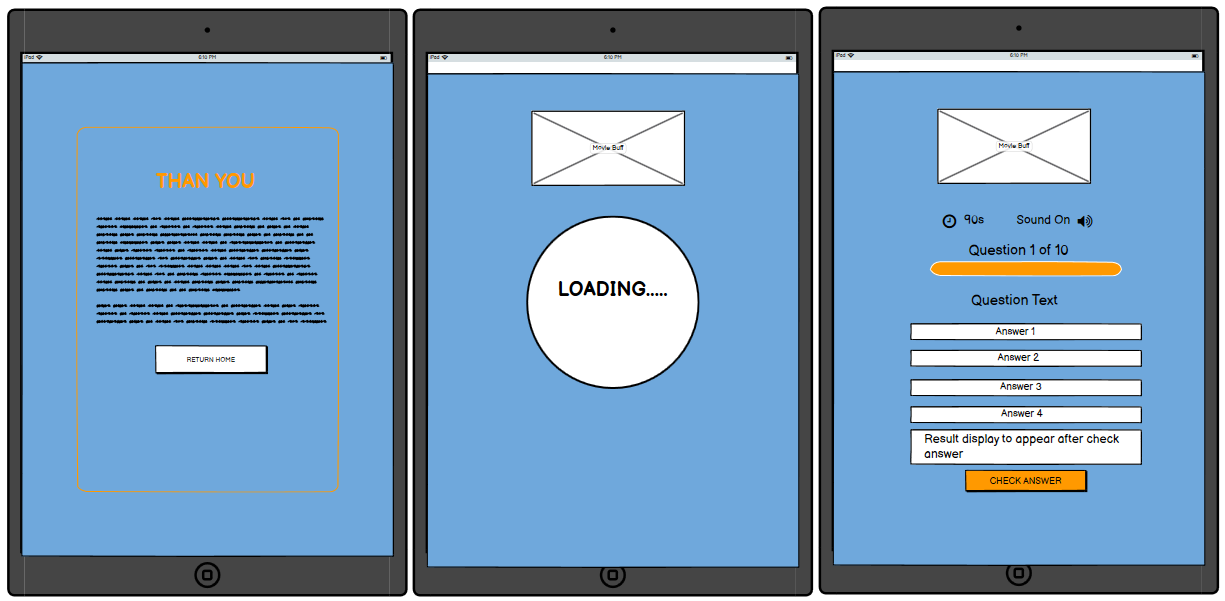 iPad
6:10 PM
THAN YOU
RETURN HOME
iPad
6:10 PM
Movie Buff
LOADING.....
iPad
6:10 PM
Movie Buff
90s
Sound On
Question 1 of 10
Question Text
Answer 1
Answer 2
Answer 3
Answer 4
Result display to appear after check
answer
CHECK ANSWER